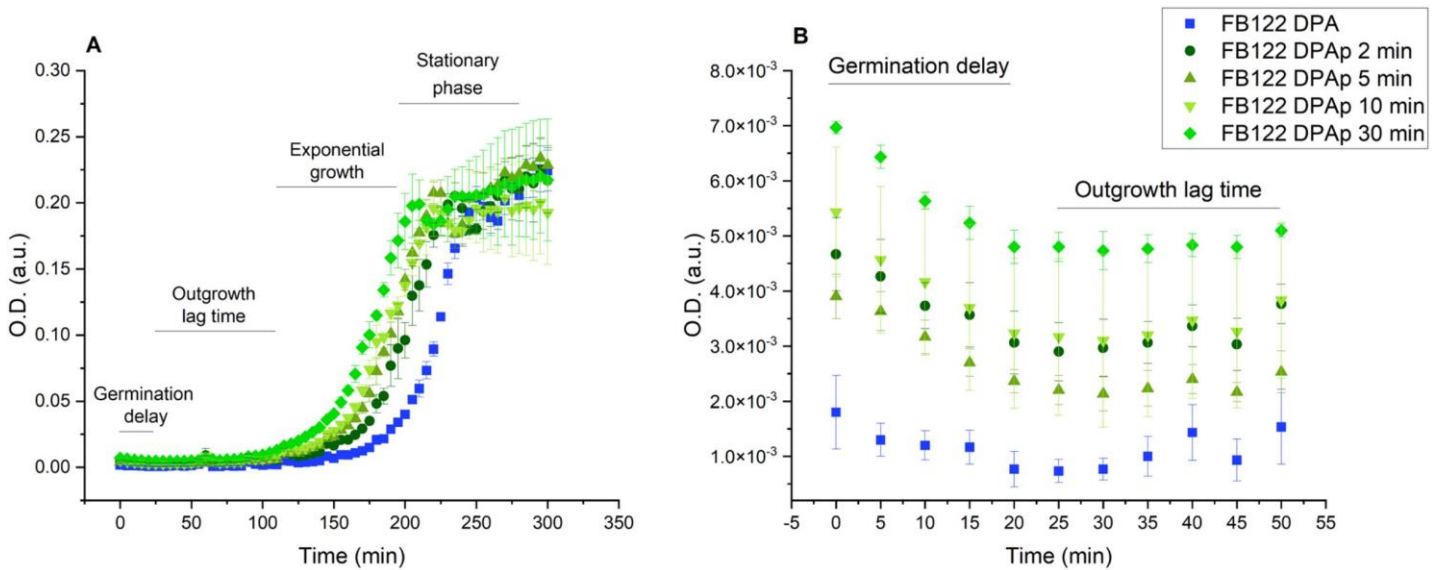 A
Stationary
phase
Exponential
growth
Outgrowth
lag time
Germination
delay
0.30
0.25
0.20
0.15
0.10
0.05
0.00
O.D. (a.u.)
0 50 100 150 200 250 300 350
Time (min)
FB122 DPA
FB122 DPAp 2 min
FB122 DPAp 5 min
FB122 DPAp 10 min
FB122 DPAp 30 min
B
Germination delay
Outgrowth lag time
8.0×10⁻³
7.0×10⁻³
6.0×10⁻³
5.0×10⁻³
4.0×10⁻³
3.0×10⁻³
2.0×10⁻³
1.0×10⁻³
O.D. (a.u.)
-5 0 5 10 15 20 25 30 35 40 45 50 55
Time (min)